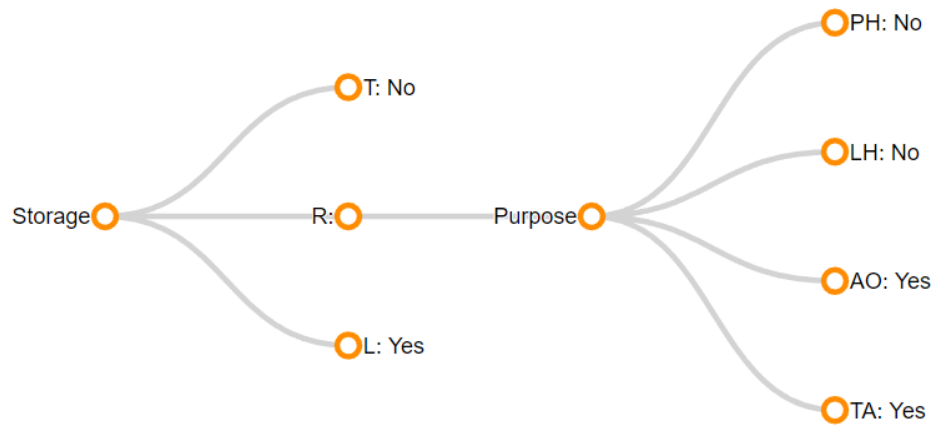 PH: No
T: No
LH: No
Storage
R:
Purpose
AO: Yes
L: Yes
TA: Yes